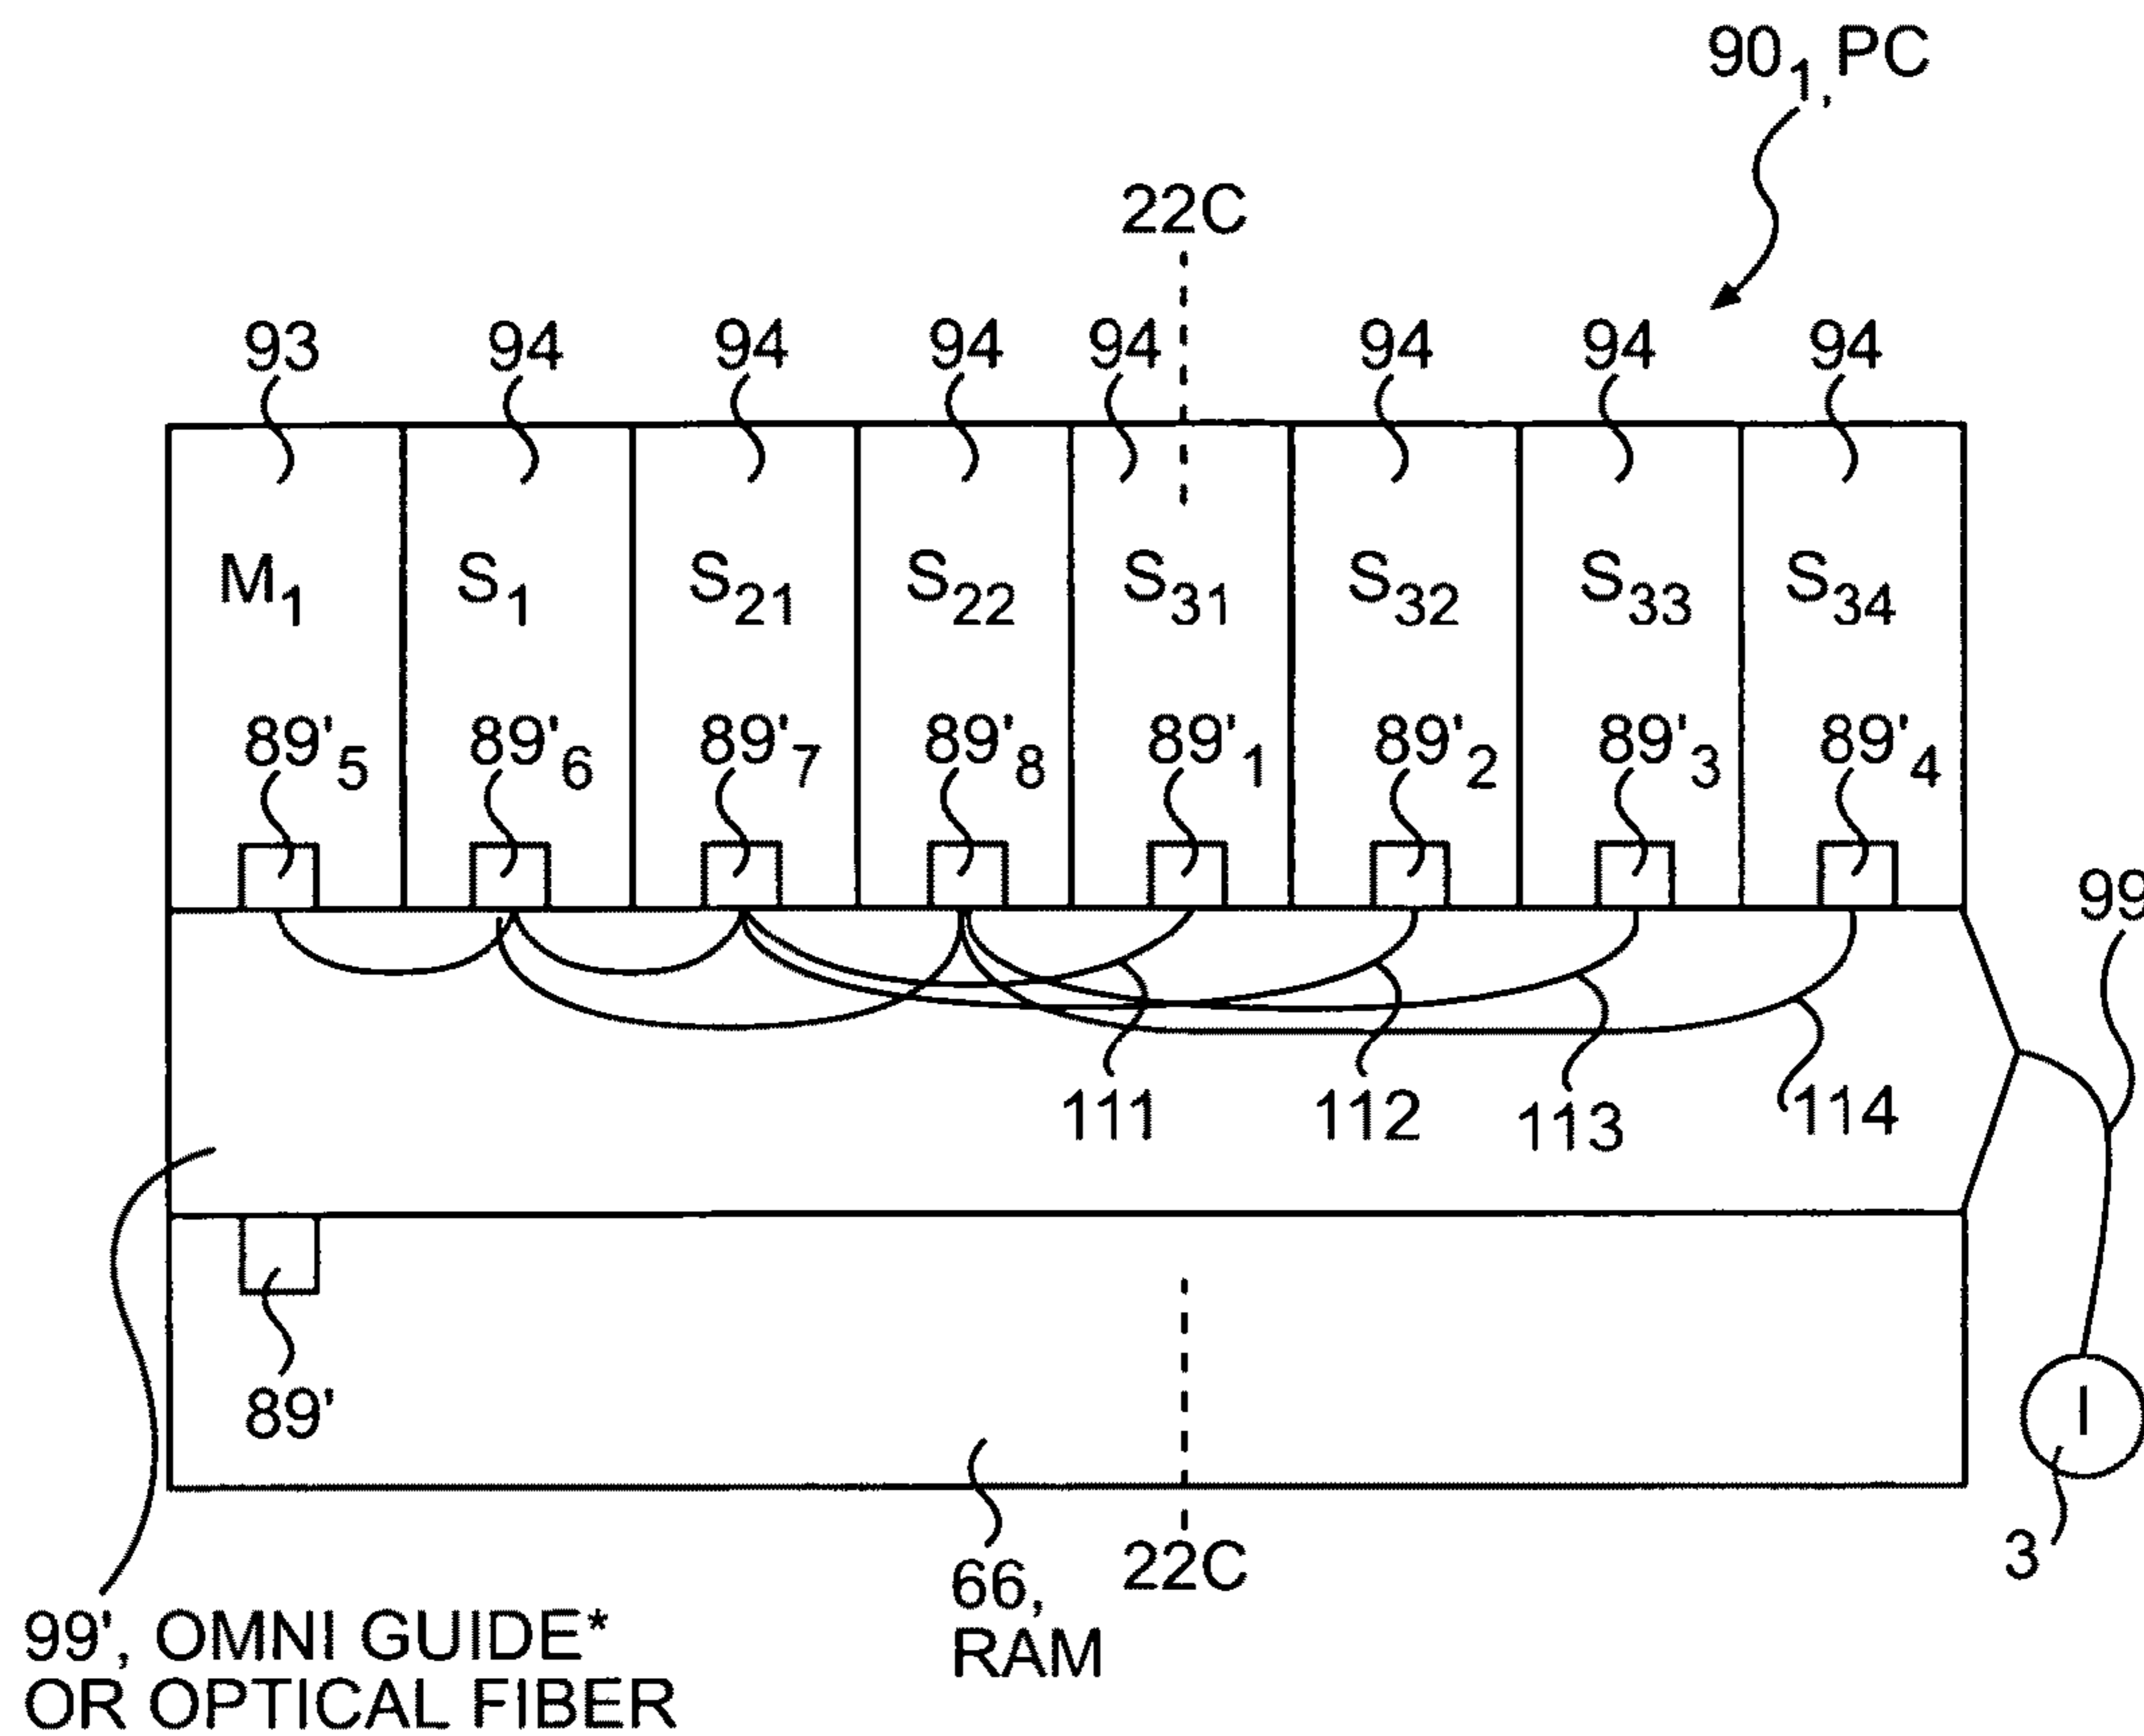 90₁, PC
22C
93 94 94 94 94 94 94 94
M₁ S₁ S₂₁ S₂₂ S₃₁ S₃₂ S₃₃ S₃₄
89'₅ 89'₆ 89'₇ 89'₈ 89'₁ 89'₂ 89'₃ 89'₄
99
111 112 113 114
89'
I
3
66,
RAM
22C
99', OMNI GUIDE*
OR OPTICAL FIBER